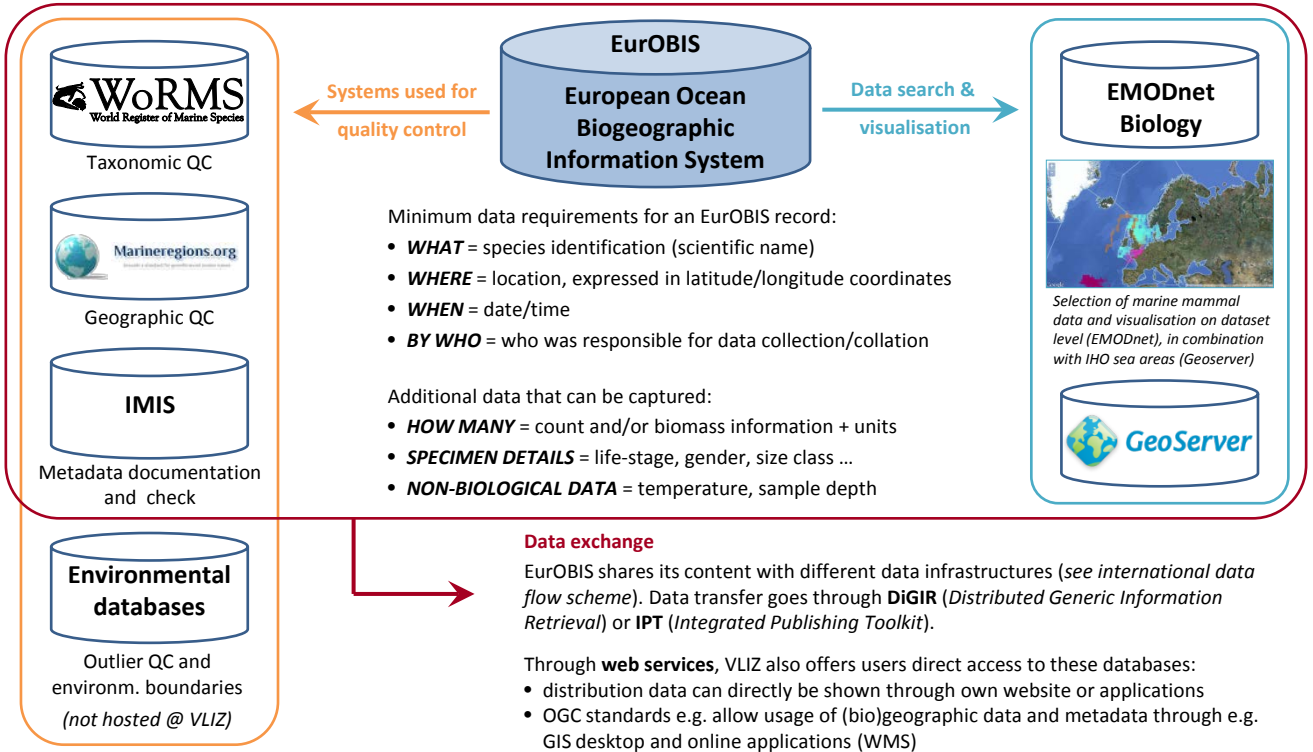 WoRMS
World Register of Marine Species
Taxonomic QC
Marineregions.org
Geographic QC
IMIS
Metadata documentation
and check
Environmental
databases
Outlier QC and
environm. boundaries
(not hosted @ VLIZ)
Systems used for
quality control
EurOBIS
European Ocean
Biogeographic
Information System
Data search &
visualisation
Minimum data requirements for an EurOBIS record:
• WHAT = species identification (scientific name)
• WHERE = location, expressed in latitude/longitude coordinates
• WHEN = date/time
• BY WHO = who was responsible for data collection/collation
Additional data that can be captured:
• HOW MANY = count and/or biomass information + units
• SPECIMEN DETAILS = life-stage, gender, size class ...
• NON-BIOLOGICAL DATA = temperature, sample depth
EMODnet
Biology
Selection of marine mammal
data and visualisation on dataset
level (EMODnet), in combination
with IHO sea areas (Geoserver)
GeoServer
Data exchange
EurOBIS shares its content with different data infrastructures (see international data
flow scheme). Data transfer goes through DiGIR (Distributed Generic Information
Retrieval) or IPT (Integrated Publishing Toolkit).
Through web services, VLIZ also offers users direct access to these databases:
• distribution data can directly be shown through own website or applications
• OGC standards e.g. allow usage of (bio)geographic data and metadata through e.g.
GIS desktop and online applications (WMS)